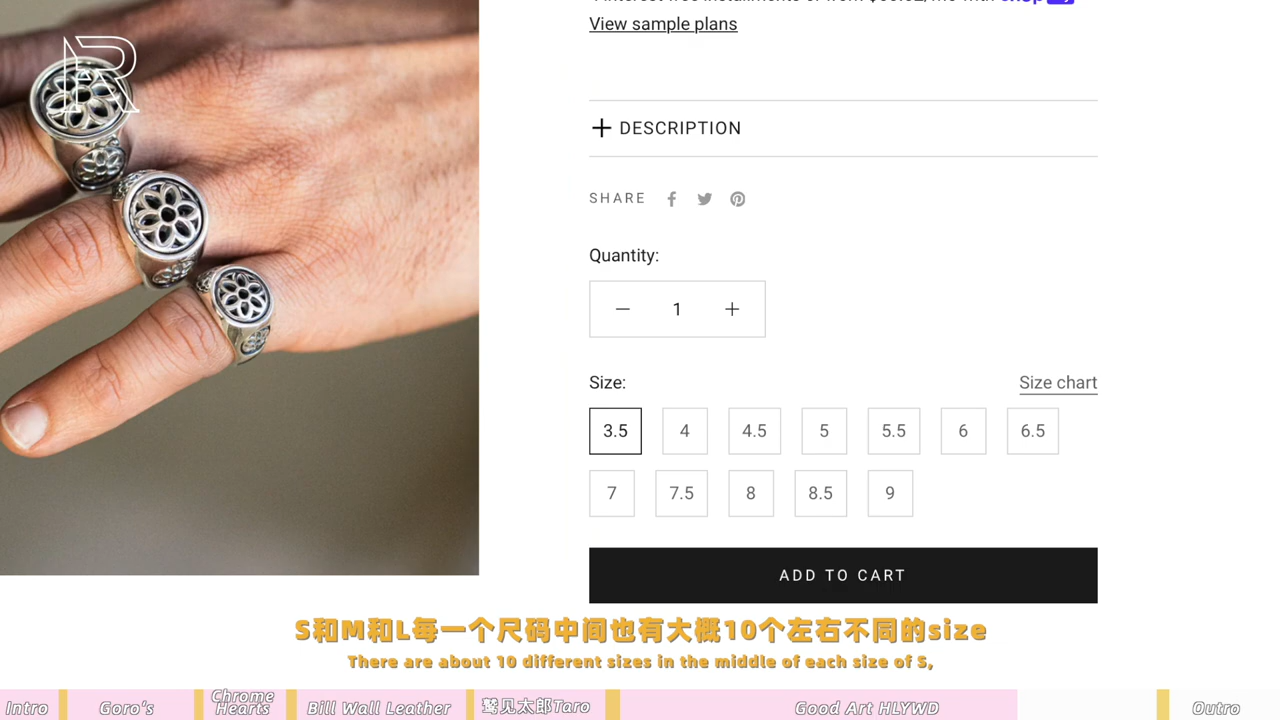 View sample plans
+ DESCRIPTION
SHARE
Quantity:
− 1 +
Size:
Size chart
3.5 4 4.5 5 5.5 6 6.5
7 7.5 8 8.5 9
ADD TO CART
S和M和L每一个尺码中间也有大概10个左右不同的size
There are about 10 different sizes in the middle of each size of S,
Intro
Goro's
Chrome
Hearts
Bill Wall Leather
鹫见太郎Taro
Good Art HLYWD
Outro